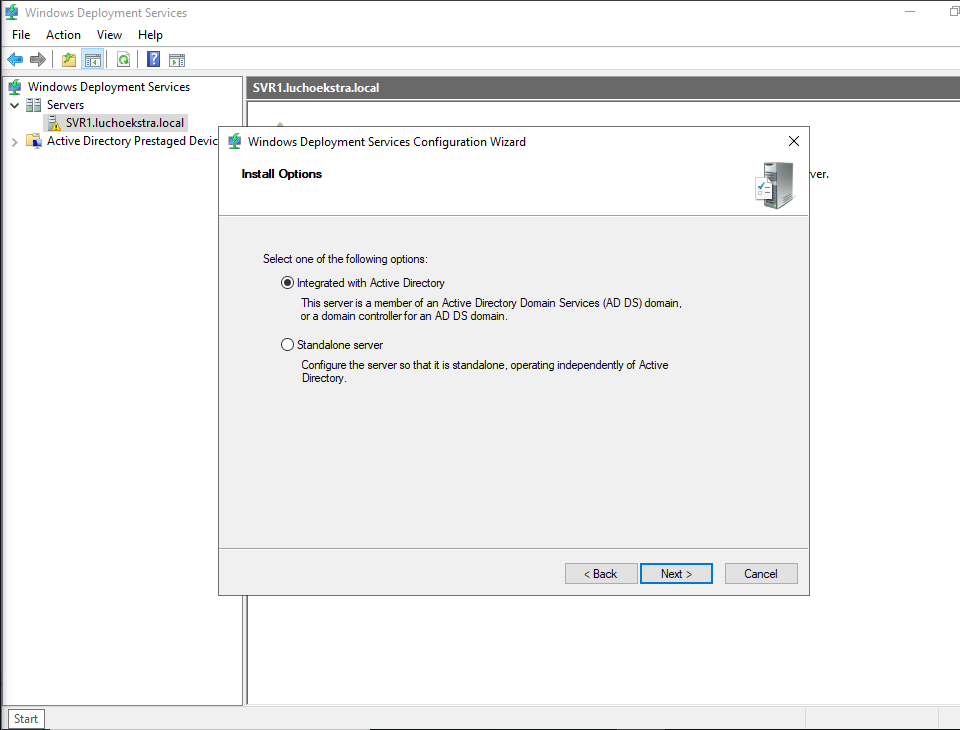 Windows Deployment Services
File Action View Help
Windows Deployment Services
Servers
SVR1.luchoekstra.local
Active Directory Prestaged Devic
SVR1.luchoekstra.local
ver.
Windows Deployment Services Configuration Wizard
Install Options
Select one of the following options:
Integrated with Active Directory
This server is a member of an Active Directory Domain Services (AD DS) domain,
or a domain controller for an AD DS domain.
Standalone server
Configure the server so that it is standalone, operating independently of Active
Directory.
< Back Next > Cancel
Start